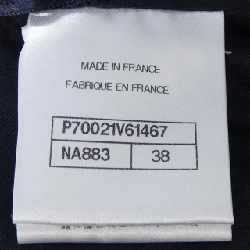 MADE IN FRANCE
FABRIQUE EN FRANCE
P70021V61467
NA883 38